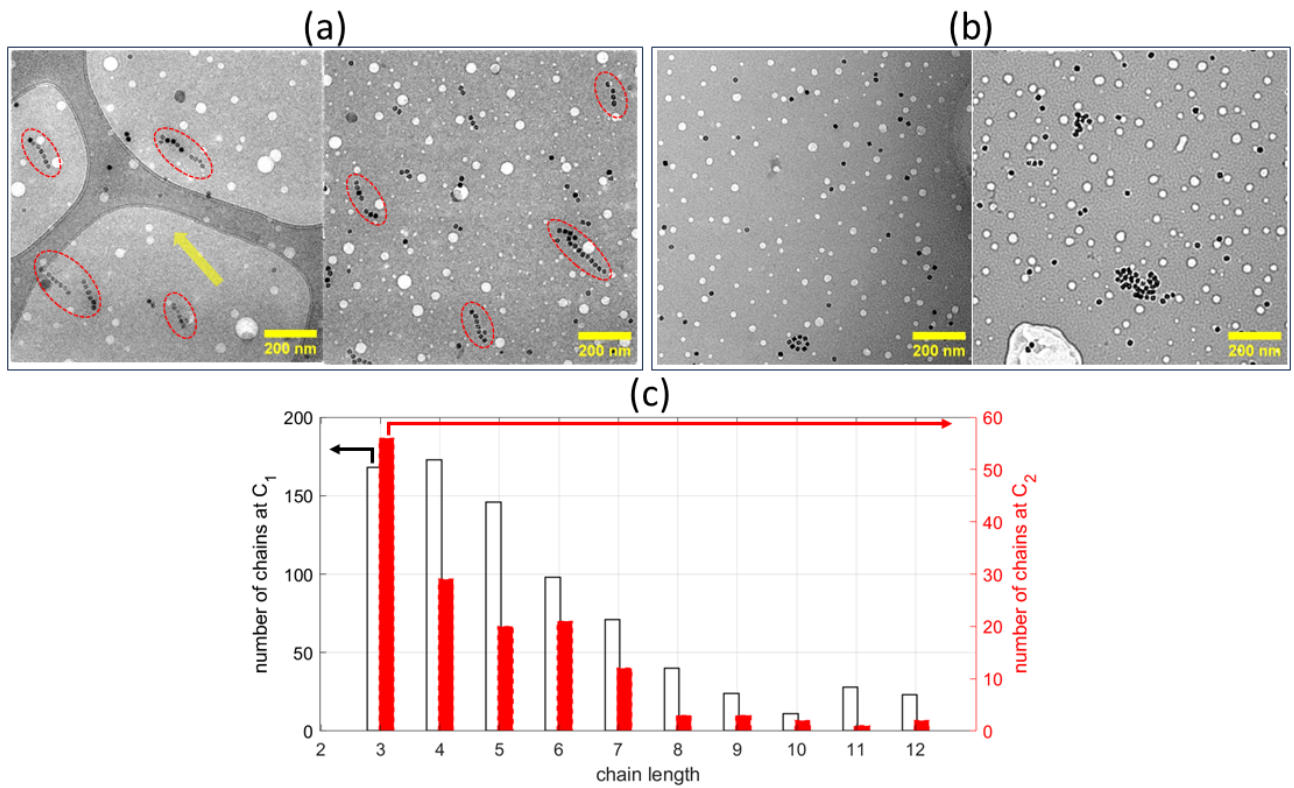 (a)
(b)
200 nm
200 nm
200 nm
200 nm
(c)
200
150
100
50
0
number of chains at C1
60
50
40
30
20
10
0
number of chains at C2
2 3 4 5 6 7 8 9 10 11 12
chain length